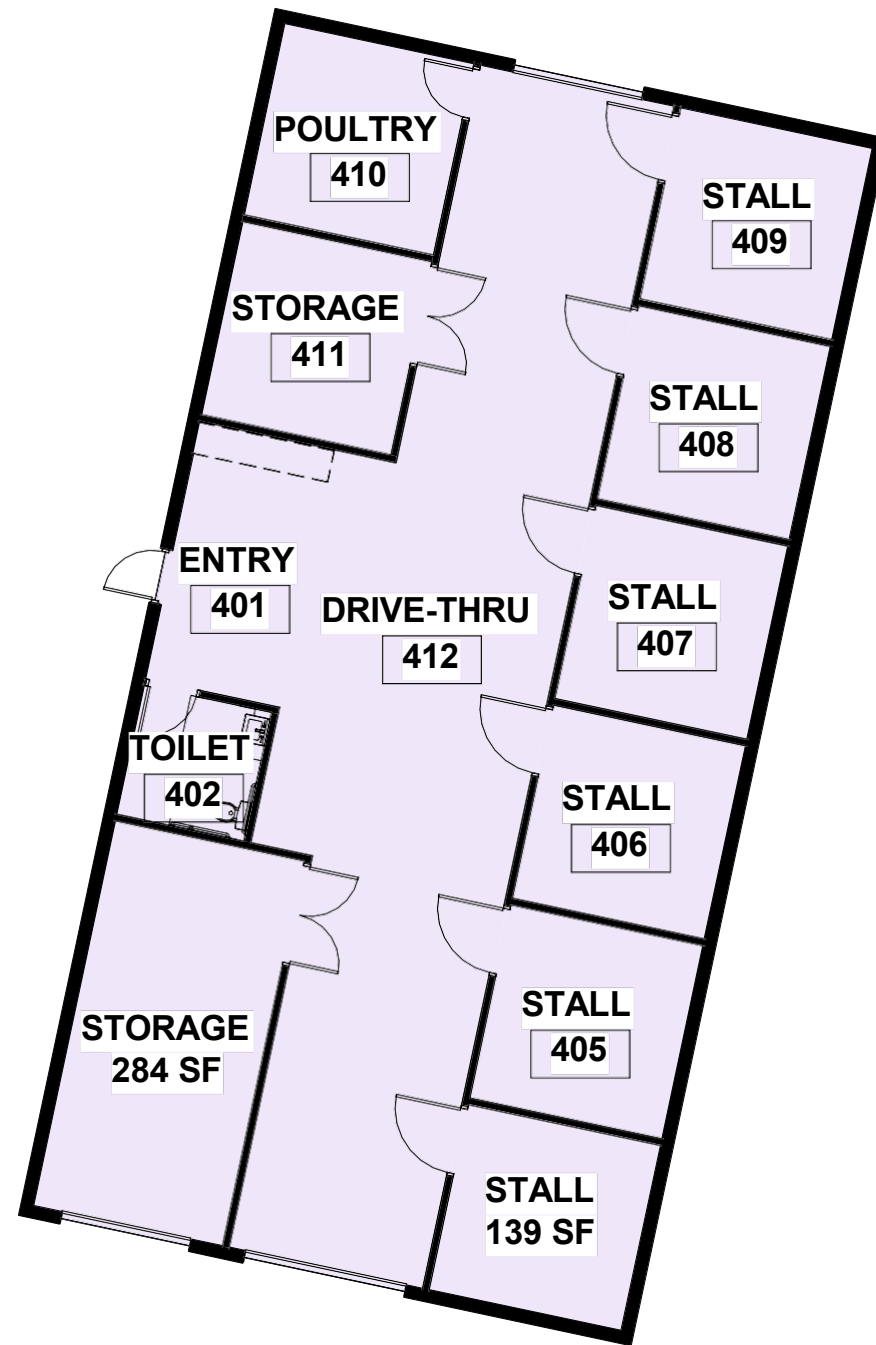 POULTRY
410
STALL
409
STORAGE
411
STALL
408
ENTRY
401
DRIVE-THRU
412
STALL
407
TOILET
402
STALL
406
STORAGE
284 SF
STALL
405
STALL
139 SF